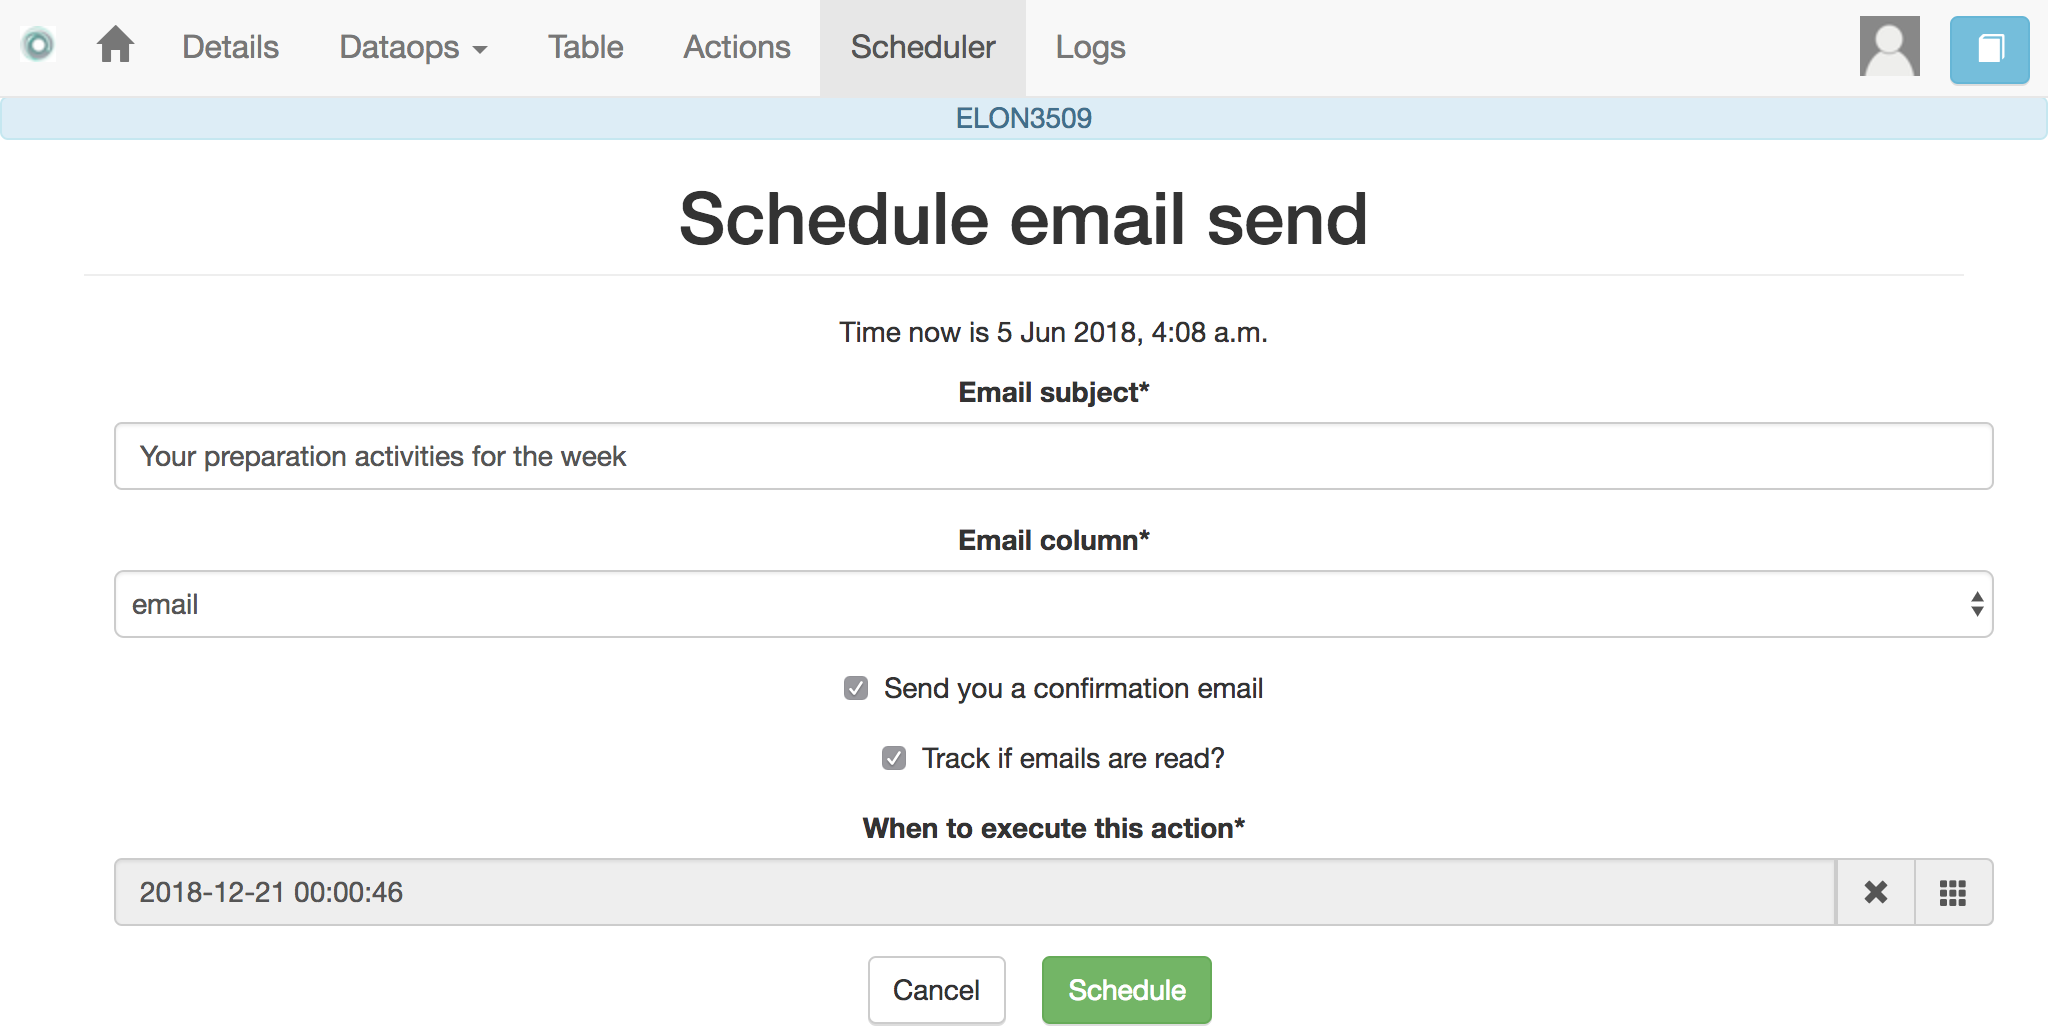 Details Dataops Table Actions Scheduler Logs
ELON3509
Schedule email send
Time now is 5 Jun 2018, 4:08 a.m.
Email subject*
Your preparation activities for the week
Email column*
email
Send you a confirmation email
Track if emails are read?
When to execute this action*
2018-12-21 00:00:46
Cancel Schedule